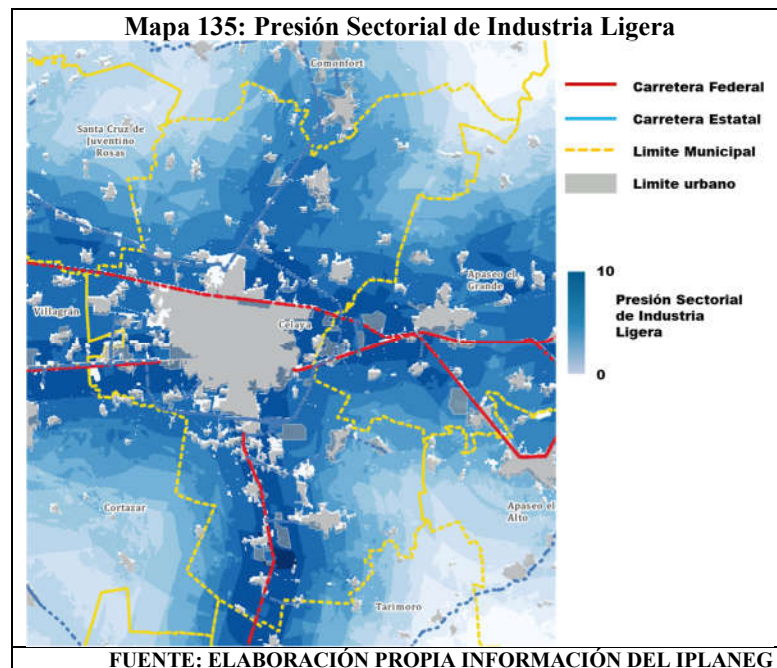 Mapa 135: Presión Sectorial de Industria Ligera
Comonfort
Santa Cruz de
Juventino
Rosas
Apaseo el
Grande
Villagrán
Celaya
Cortazar
Apaseo el
Alto
Tarimoro
Carretera Federal
Carretera Estatal
Limite Municipal
Limite urbano
10
Presión Sectorial
de Industria
Ligera
0
FUENTE: ELABORACIÓN PROPIA INFORMACIÓN DEL IPLANEG